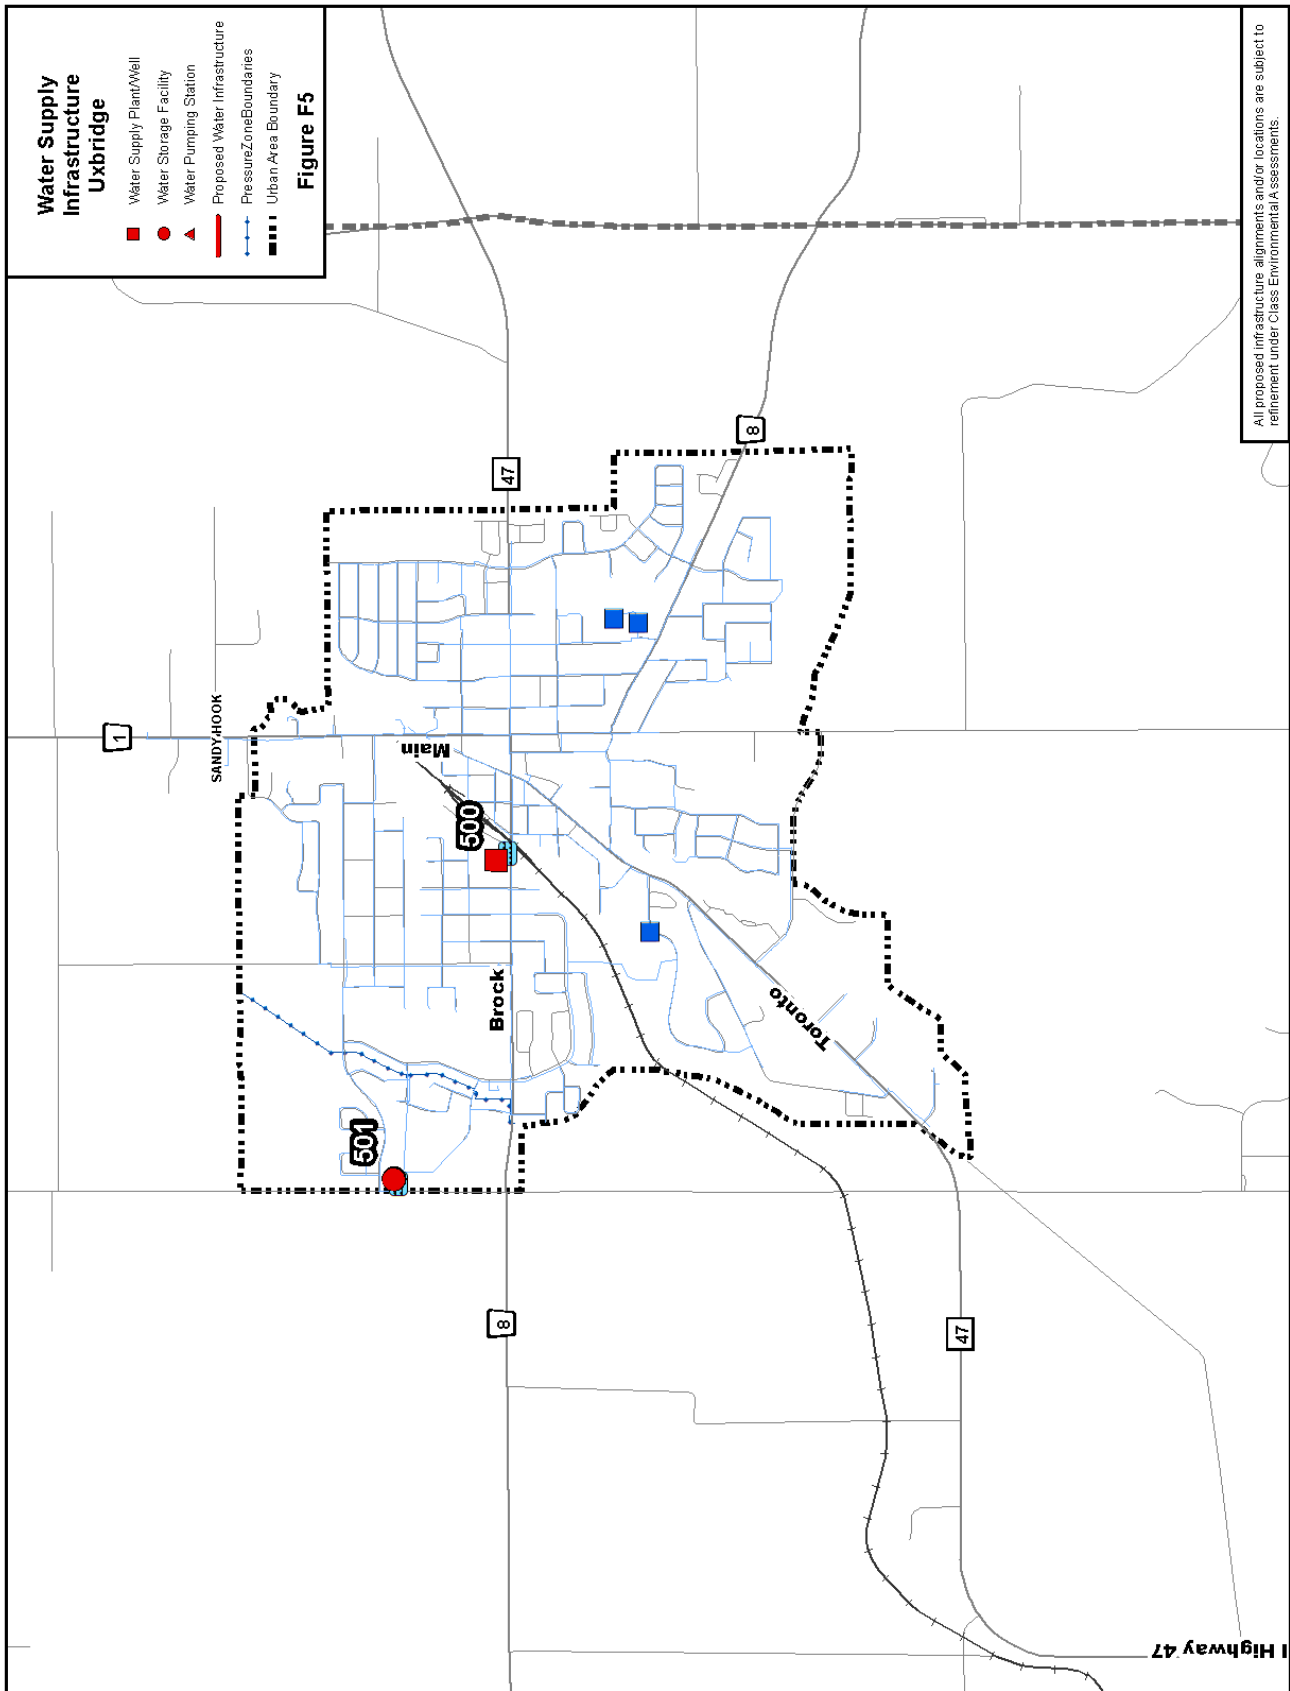 Water Supply
Infrastructure
Uxbridge
Water Supply Plant/Well
Water Storage Facility
Water Pumping Station
Proposed Water Infrastructure
PressureZoneBoundaries
Urban Area Boundary
Figure F5
1
SANDY HOOK
47
8
Main
500
Brock
501
Toronto
8
47
l Highway 47
All proposed infrastructure alignments and/or locations are subject to
refinement under Class Environmental Assessments.